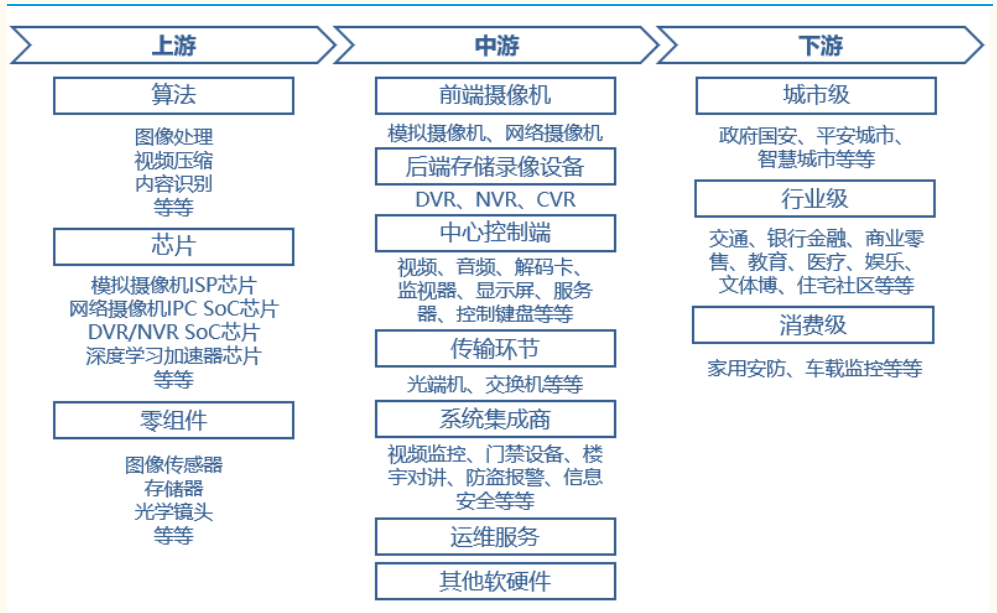 上游
算法
图像处理
视频压缩
内容识别
等等
芯片
模拟摄像机ISP芯片
网络摄像机IPC SoC芯片
DVR/NVR SoC芯片
深度学习加速器芯片
等等
零组件
图像传感器
存储器
光学镜头
等等
中游
前端摄像机
模拟摄像机、网络摄像机
后端存储录像设备
DVR、NVR、CVR
中心控制端
视频、音频、解码卡、
监视器、显示屏、服务
器、控制键盘等等
传输环节
光端机、交换机等等
系统集成商
视频监控、门禁设备、楼
宇对讲、防盗报警、信息
安全等等
运维服务
其他软硬件
下游
城市级
政府国安、平安城市、
智慧城市等等
行业级
交通、银行金融、商业零
售、教育、医疗、娱乐、
文体博、住宅社区等等
消费级
家用安防、车载监控等等